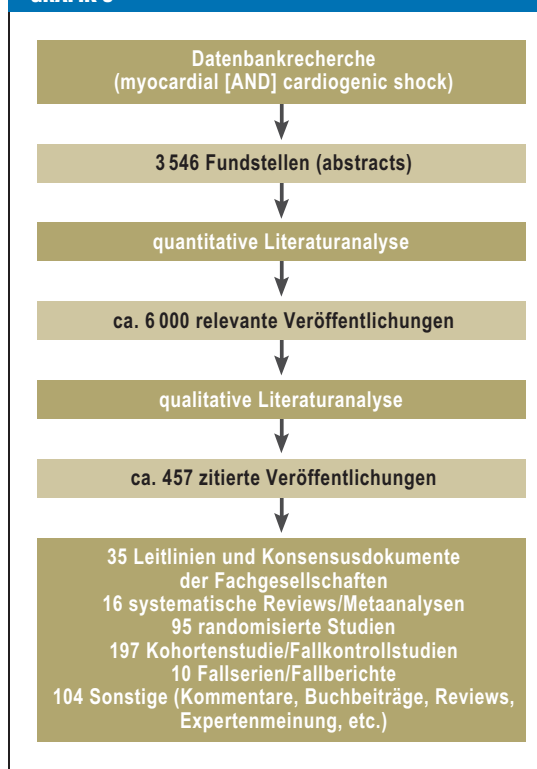 Datenbankrecherche
(myocardial [AND] cardiogenic shock)
3 546 Fundstellen (abstracts)
quantitative Literaturanalyse
ca. 6 000 relevante Veröffentlichungen
qualitative Literaturanalyse
ca. 457 zitierte Veröffentlichungen
35 Leitlinien und Konsensusdokumente
der Fachgesellschaften
16 systematische Reviews/Metaanalysen
95 randomisierte Studien
197 Kohortenstudie/Fallkontrollstudien
10 Fallserien/Fallberichte
104 Sonstige (Kommentare, Buchbeiträge, Reviews,
Expertenmeinung, etc.)